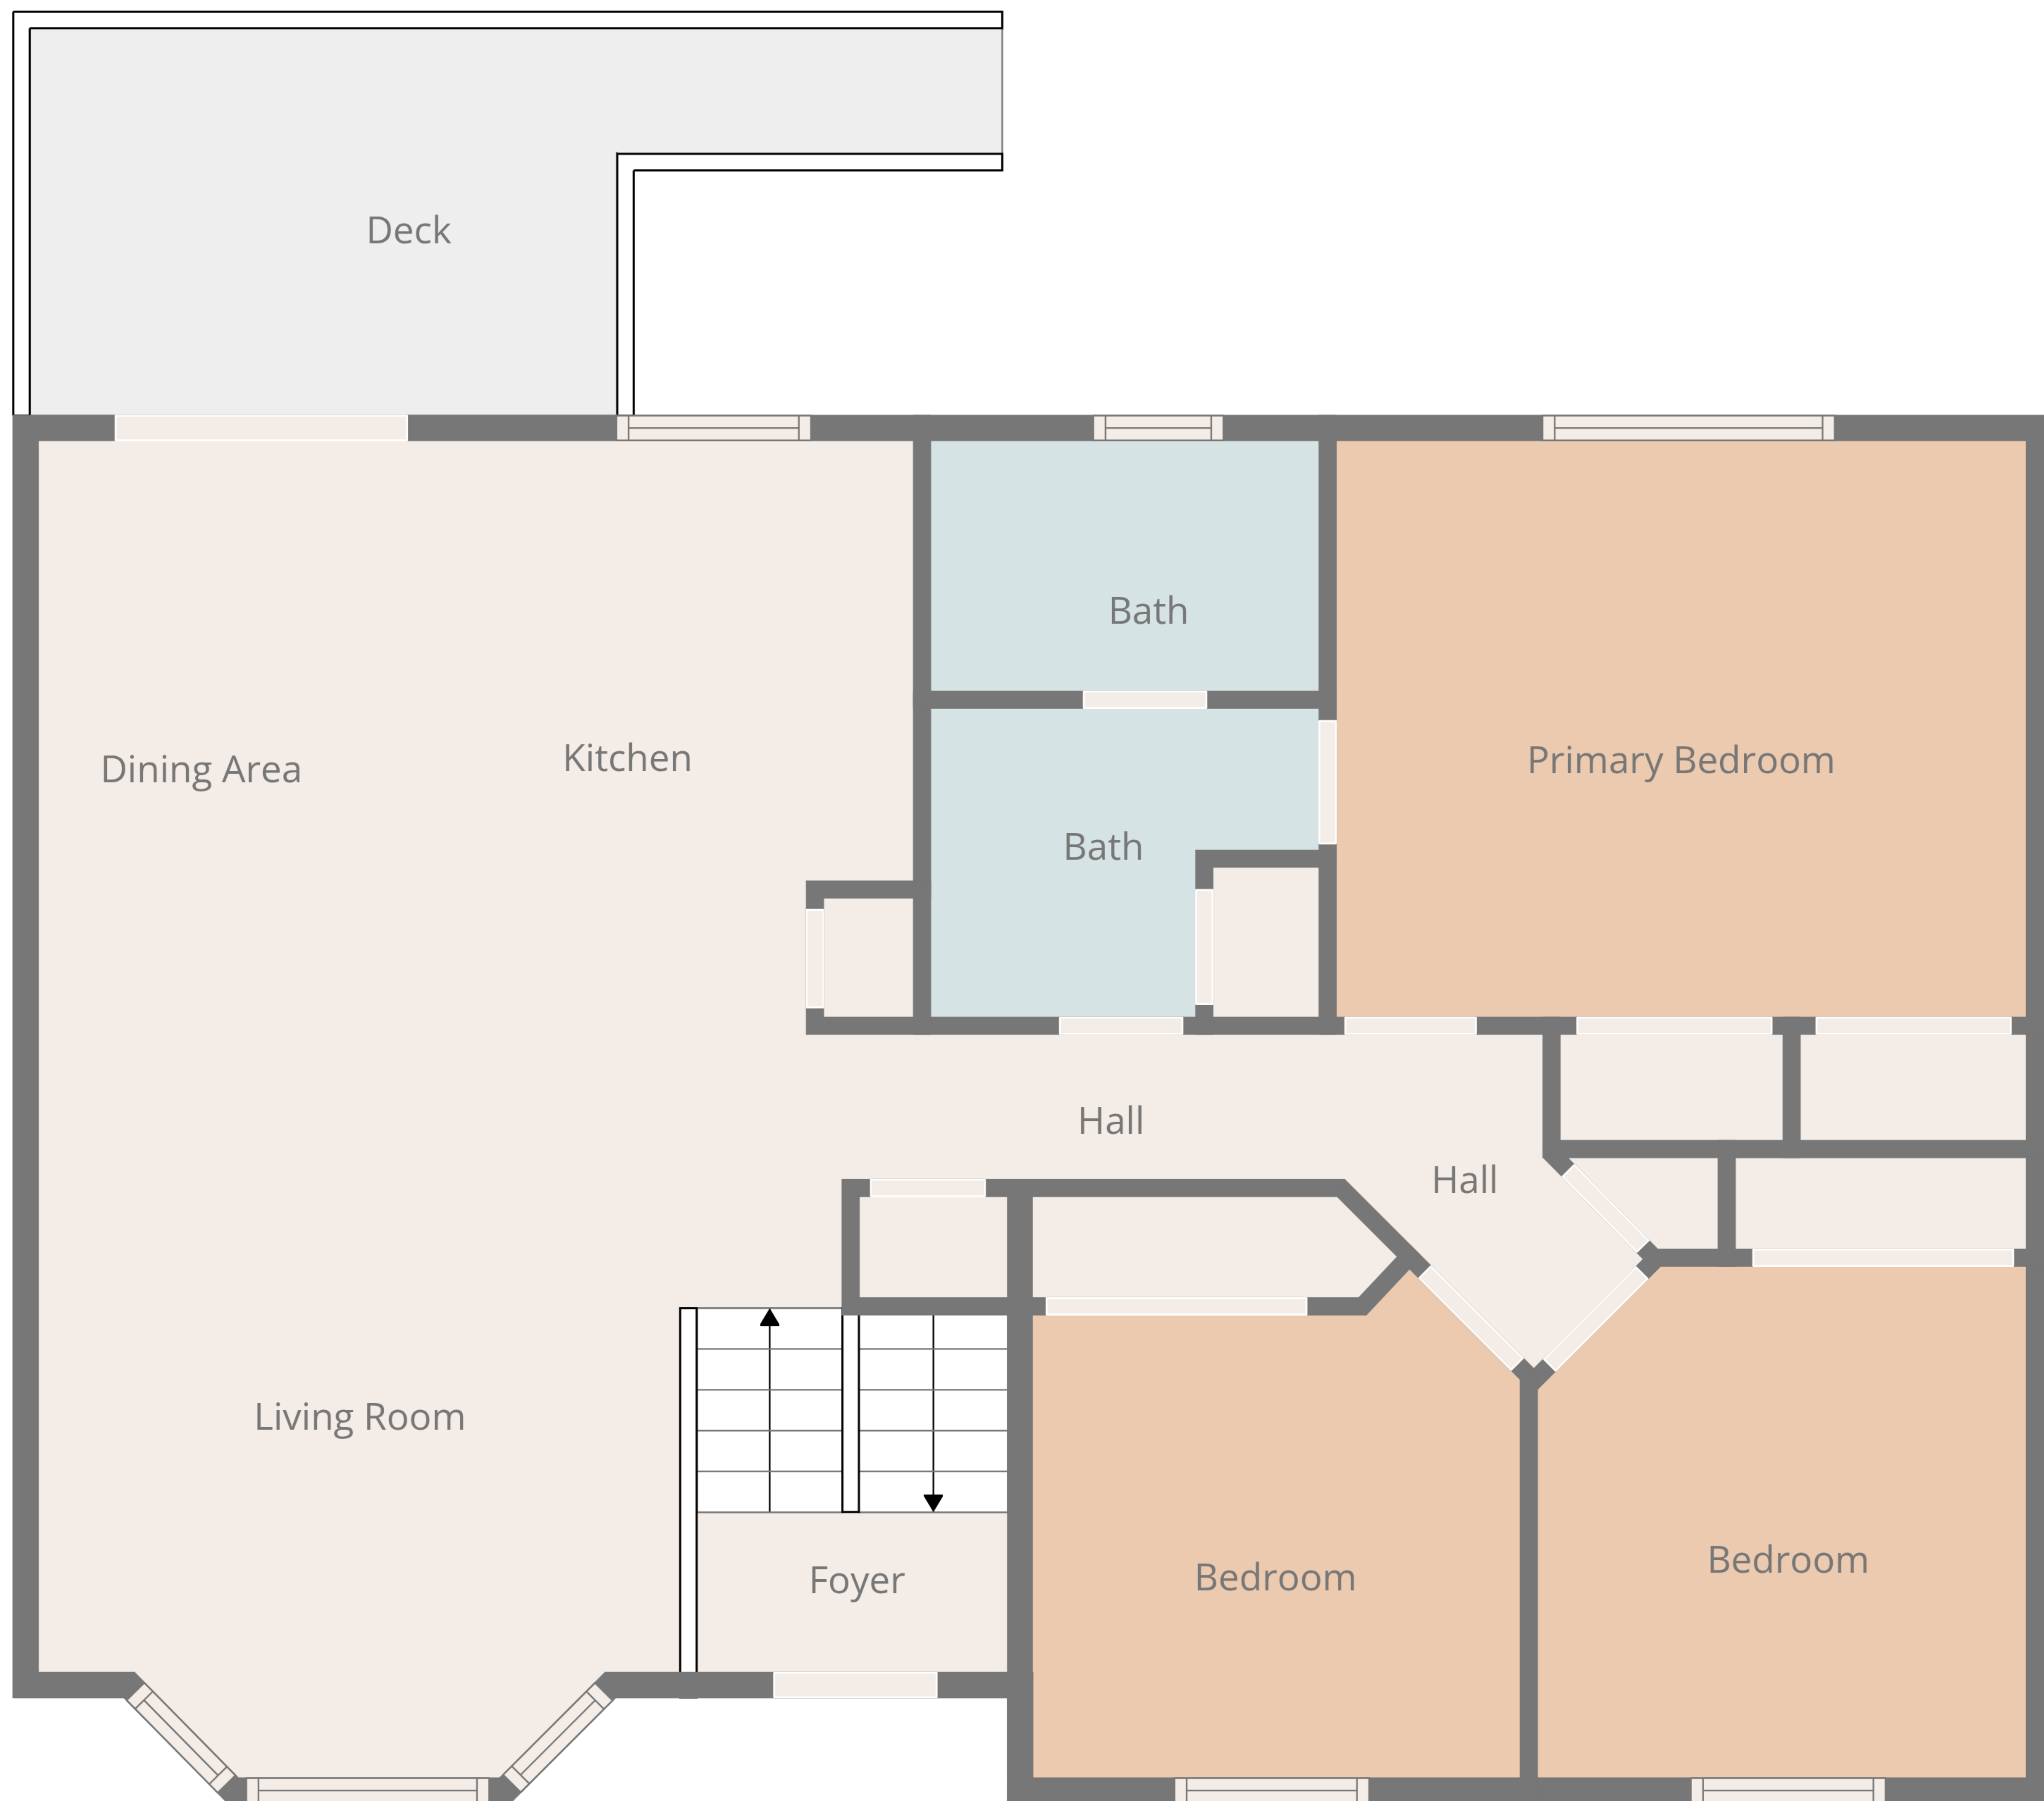 Deck
Bath
Dining Area
Kitchen
Primary Bedroom
Bath
Hall
Hall
Living Room
Foyer
Bedroom
Bedroom